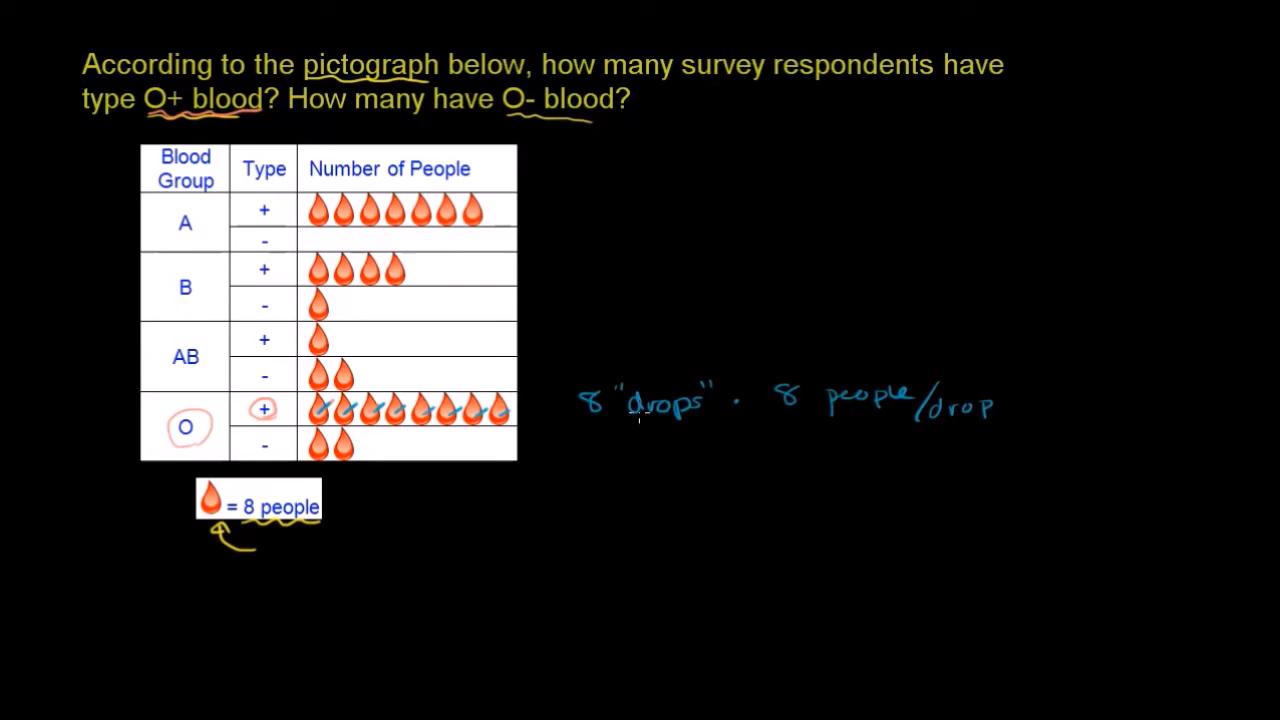 According to the pictograph below, how many survey respondents have
type O+ blood? How many have O- blood?
Blood Group Type Number of People
A +
-
B +
-
AB +
-
O +
-
8 "drops" · 8 people/drop
= 8 people